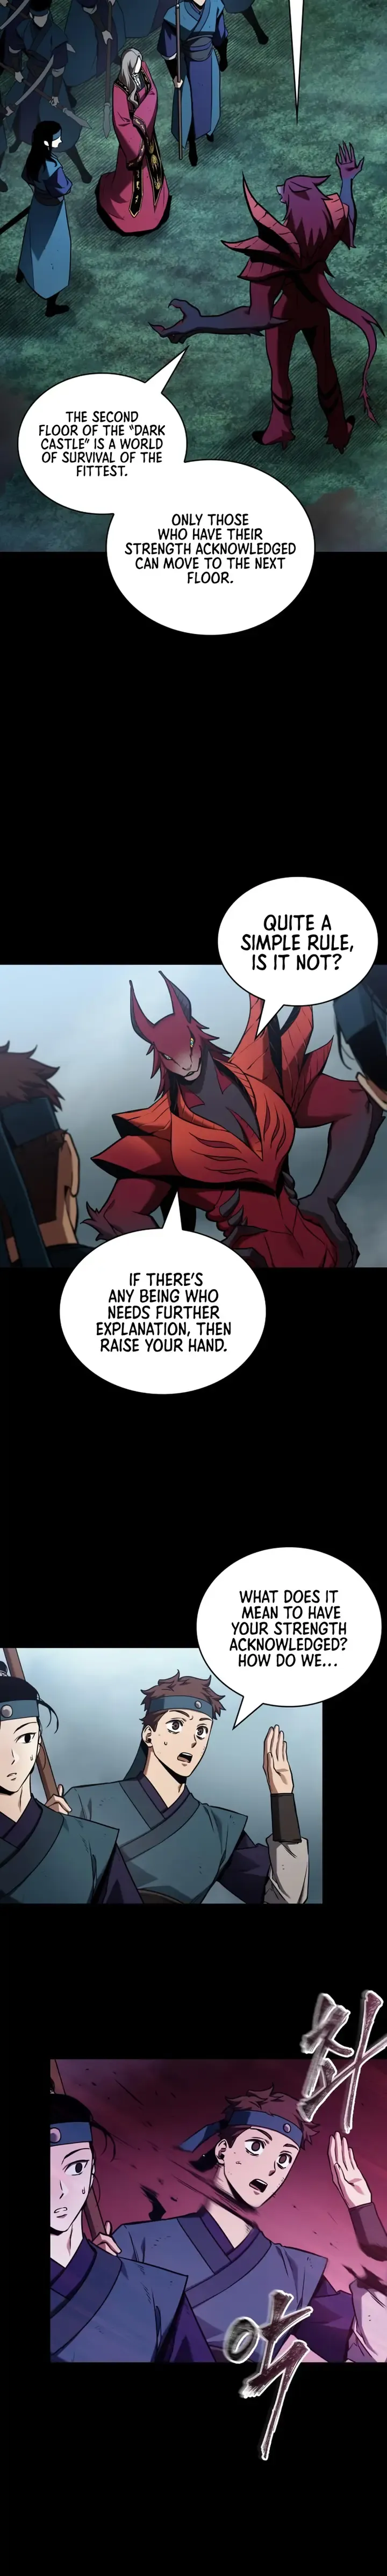 THE SECOND
FLOOR OF THE "DARK
CASTLE" IS A WORLD
OF SURVIVAL OF THE
FITTEST.
ONLY THOSE
WHO HAVE THEIR
STRENGTH ACKNOWLEDGED
CAN MOVE TO THE NEXT
FLOOR.
QUITE A
SIMPLE RULE,
IS IT NOT?
IF THERE'S
ANY BEING WHO
NEEDS FURTHER
EXPLANATION, THEN
RAISE YOUR HAND.
WHAT DOES IT
MEAN TO HAVE
YOUR STRENGTH
ACKNOWLEDGED?
HOW DO WE...